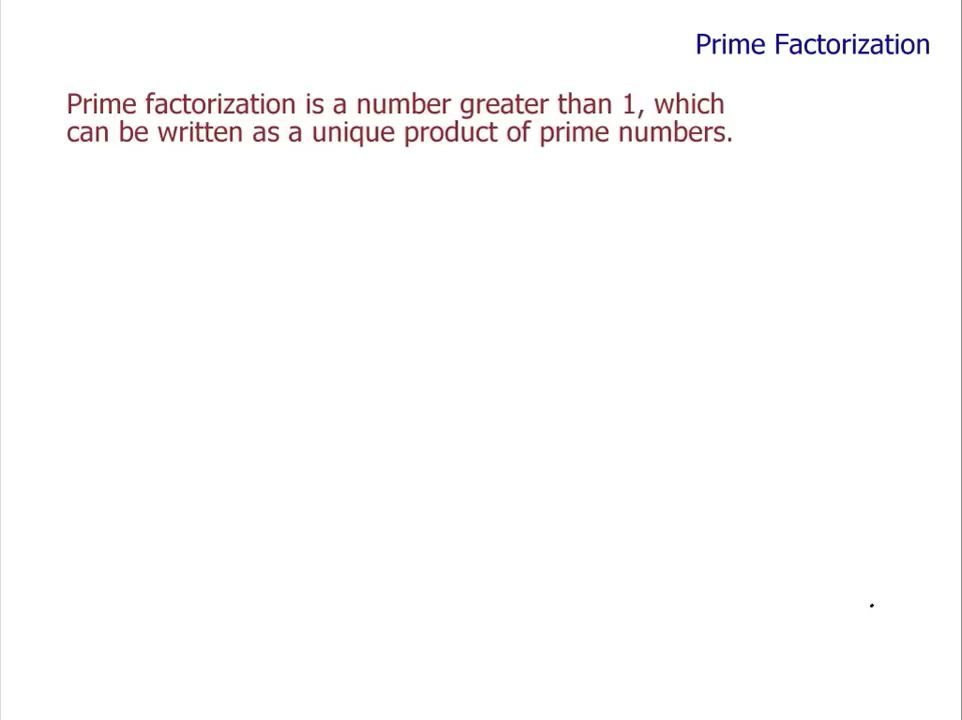 Prime Factorization
Prime factorization is a number greater than 1, which
can be written as a unique product of prime numbers.